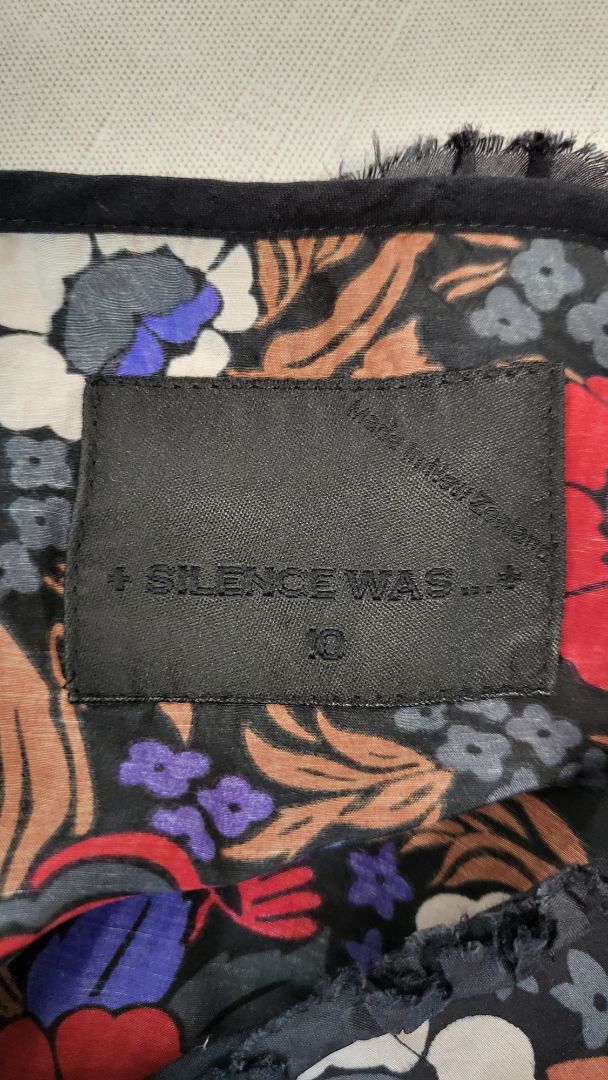 Made in New Zealand
+ SILENCE WAS...+
10